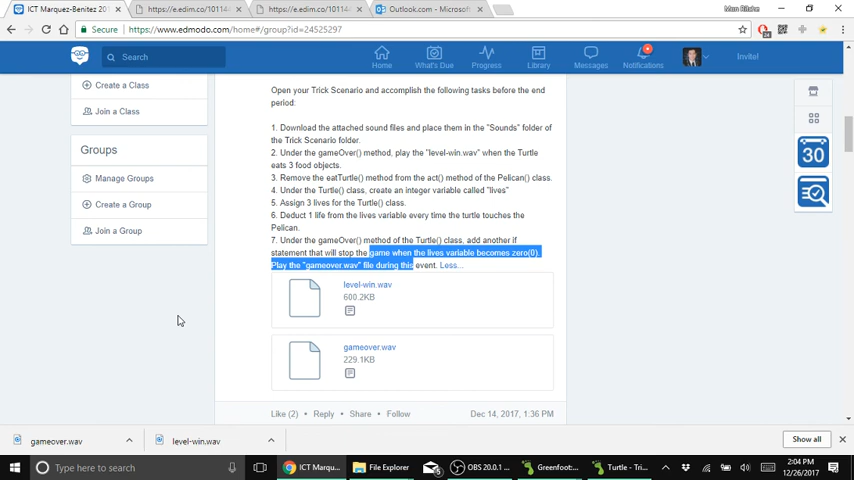 ICT Marquez-Benitez 201
https://e.edim.co/101144
https://e.edim.co/101144
Outlook.com - Microsoft
Secure
https://www.edmodo.com/home#/group?id=24525297
Search
Home
What's Due
Progress
Library
Messages
Notifications
Invite!
Create a Class
Join a Class
Groups
Manage Groups
Create a Group
Join a Group
Open your Trick Scenario and accomplish the following tasks before the end
period:
1. Download the attached sound files and place them in the "Sounds" folder of
the Trick Scenario folder.
2. Under the gameOver() method, play the "level-win.wav" when the Turtle
eats 3 food objects.
3. Remove the eatTurtle() method from the act() method of the Pelican() class.
4. Under the Turtle() class, create an integer variable called "lives"
5. Assign 3 lives for the Turtle() class.
6. Deduct 1 life from the lives variable every time the turtle touches the
Pelican.
7. Under the gameOver() method of the Turtle() class, add another if
statement that will stop the game when the lives variable becomes zero(0).
Play the "gameover.wav" file during this event. Less...
level-win.wav
600.2KB
gameover.wav
229.1KB
Like (2) • Reply • Share • Follow
Dec 14, 2017, 1:36 PM
30
gameover.wav
level-win.wav
Show all
Type here to search
ICT Marqu...
File Explorer
5
OBS 20.0.1 ...
Greenfoot:...
Turtle - Tri...
2:04 PM
12/26/2017